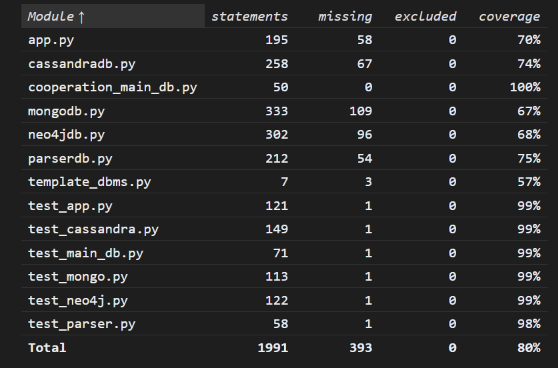 Module ↑ statements missing excluded coverage
app.py 195 58 0 70%
cassandradb.py 258 67 0 74%
cooperation_main_db.py 50 0 0 100%
mongodb.py 333 109 0 67%
neo4jdb.py 302 96 0 68%
parserdb.py 212 54 0 75%
template_dbms.py 7 3 0 57%
test_app.py 121 1 0 99%
test_cassandra.py 149 1 0 99%
test_main_db.py 71 1 0 99%
test_mongo.py 113 1 0 99%
test_neo4j.py 122 1 0 99%
test_parser.py 58 1 0 98%
Total 1991 393 0 80%